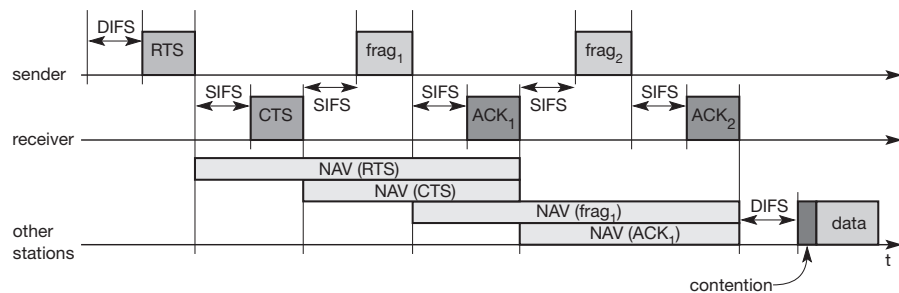 DIFS
RTS
frag₁
frag₂
sender
SIFS
SIFS
SIFS
SIFS
SIFS
CTS
ACK₁
ACK₂
receiver
NAV (RTS)
NAV (CTS)
NAV (frag₁)
NAV (ACK₁)
DIFS
data
other
stations
t
contention